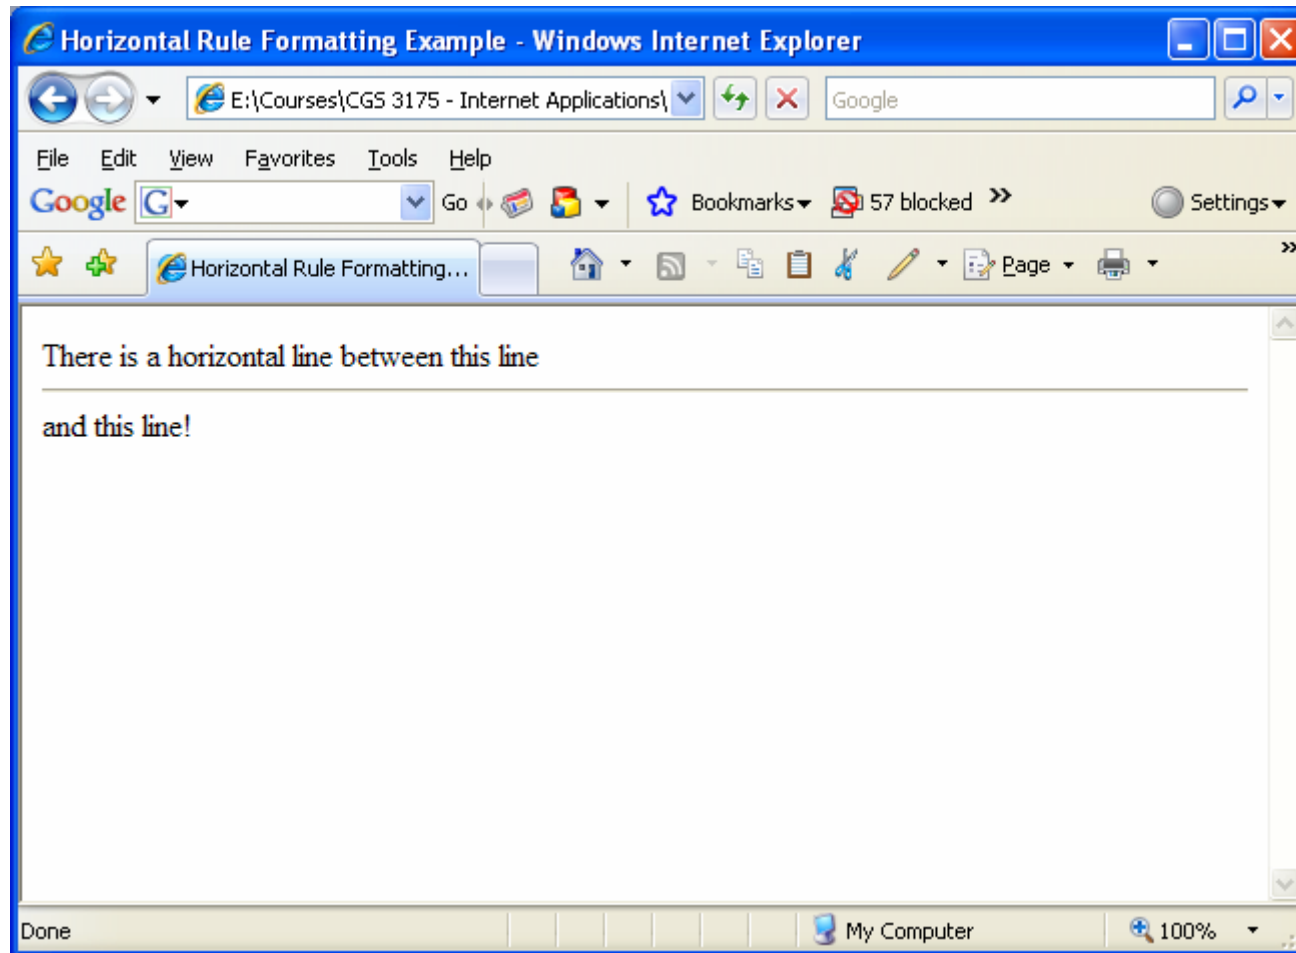 Horizontal Rule Formatting Example - Windows Internet Explorer
E:\Courses\CGS 3175 - Internet Applications\
Google
File Edit View Favorites Tools Help
Google G Go Bookmarks 57 blocked » Settings
Horizontal Rule Formatting... Page »
There is a horizontal line between this line
and this line!
Done My Computer 100%